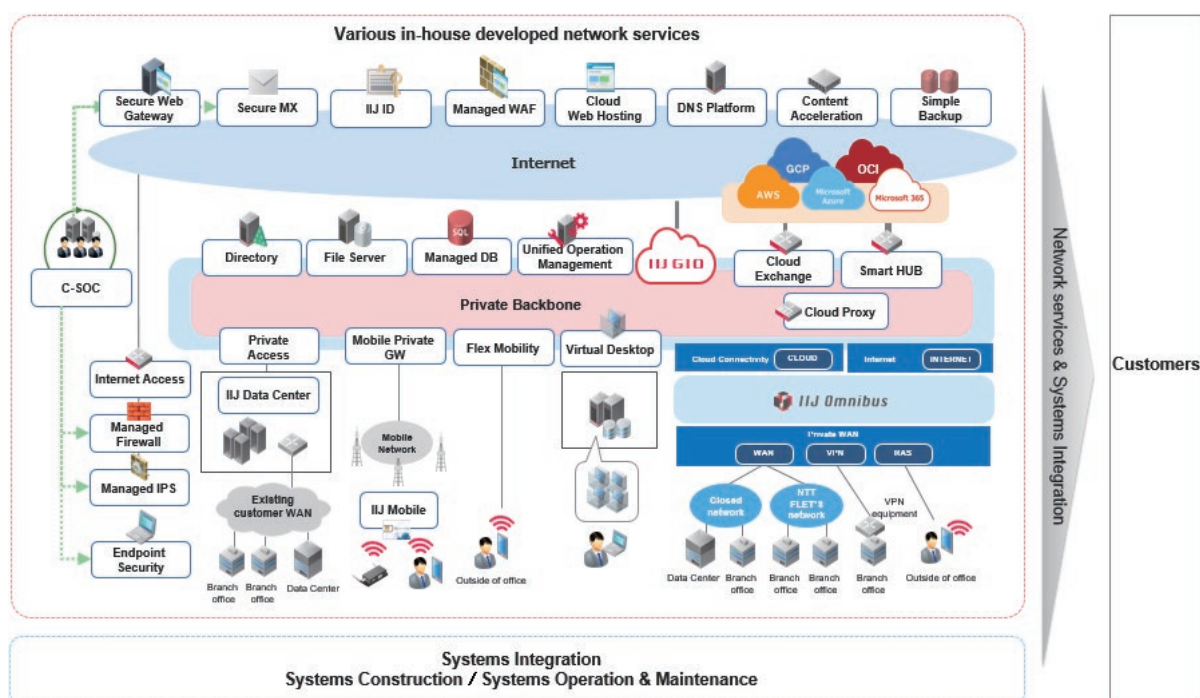 Various in-house developed network services
Secure Web
Gateway
Secure MX
IIJ ID
Managed WAF
Cloud
Web Hosting
DNS Platform
Content
Acceleration
Simple
Backup
Internet
GCP
OCI
AWS
Microsoft
Azure
Microsoft 365
C-SOC
Directory
File Server
SQL
Managed DB
Unified Operation
Management
IIJ GIO
Cloud
Exchange
Smart HUB
Private Backbone
Cloud Proxy
Private
Access
Mobile Private
GW
Flex Mobility
Virtual Desktop
Cloud Connectivity
CLOUD
Internet
INTERNET
Internet Access
IIJ Data Center
IIJ Omnibus
Managed
Firewall
Mobile
Network
Private WAN
WAN
VPN
RAS
Managed IPS
Existing
customer WAN
IIJ Mobile
Closed
network
NTT
FLET'S
network
VPN
equipment
Endpoint
Security
Branch
office
Branch
office
Data Center
Outside of office
Data Center
Branch
office
Branch
office
Branch
office
Branch
office
Outside of office
Network services & Systems Integration
Customers
Systems Integration
Systems Construction / Systems Operation & Maintenance